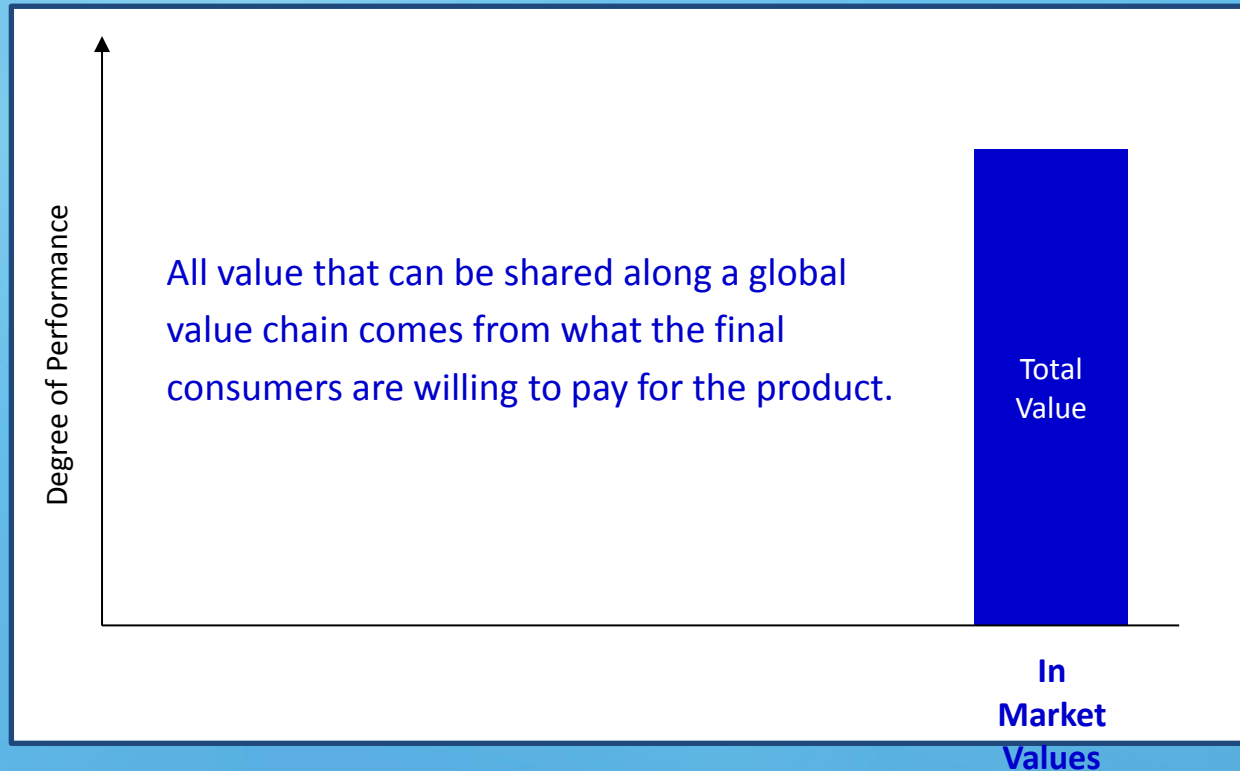 Degree of Performance
All value that can be shared along a global
value chain comes from what the final
consumers are willing to pay for the product.
Total
Value
In
Market
Values